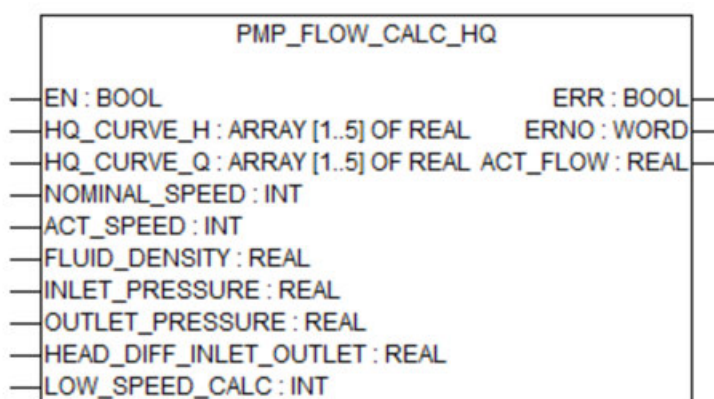 PMP_FLOW_CALC_HQ
EN : BOOL ERR : BOOL
HQ_CURVE_H : ARRAY [1..5] OF REAL ERNO : WORD
HQ_CURVE_Q : ARRAY [1..5] OF REAL ACT_FLOW : REAL
NOMINAL_SPEED : INT
ACT_SPEED : INT
FLUID_DENSITY : REAL
INLET_PRESSURE : REAL
OUTLET_PRESSURE : REAL
HEAD_DIFF_INLET_OUTLET : REAL
LOW_SPEED_CALC : INT